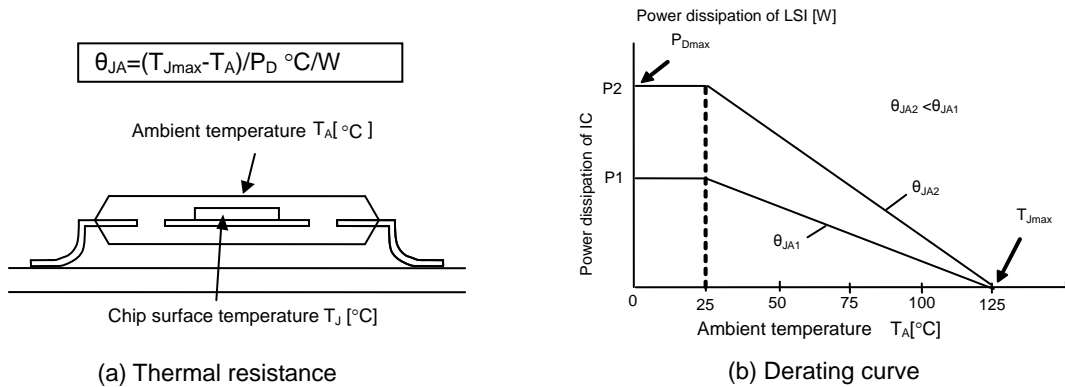 θJA=(TJmax-TA)/PD °C/W
Ambient temperature TA[ °C ]
Chip surface temperature TJ [°C]
(a) Thermal resistance
Power dissipation of LSI [W]
PDmax
P2
θJA2 <θJA1
Power dissipation of IC
P1
θJA2
TJmax
θJA1
0 25 50 75 100 125
Ambient temperature TA[°C]
(b) Derating curve